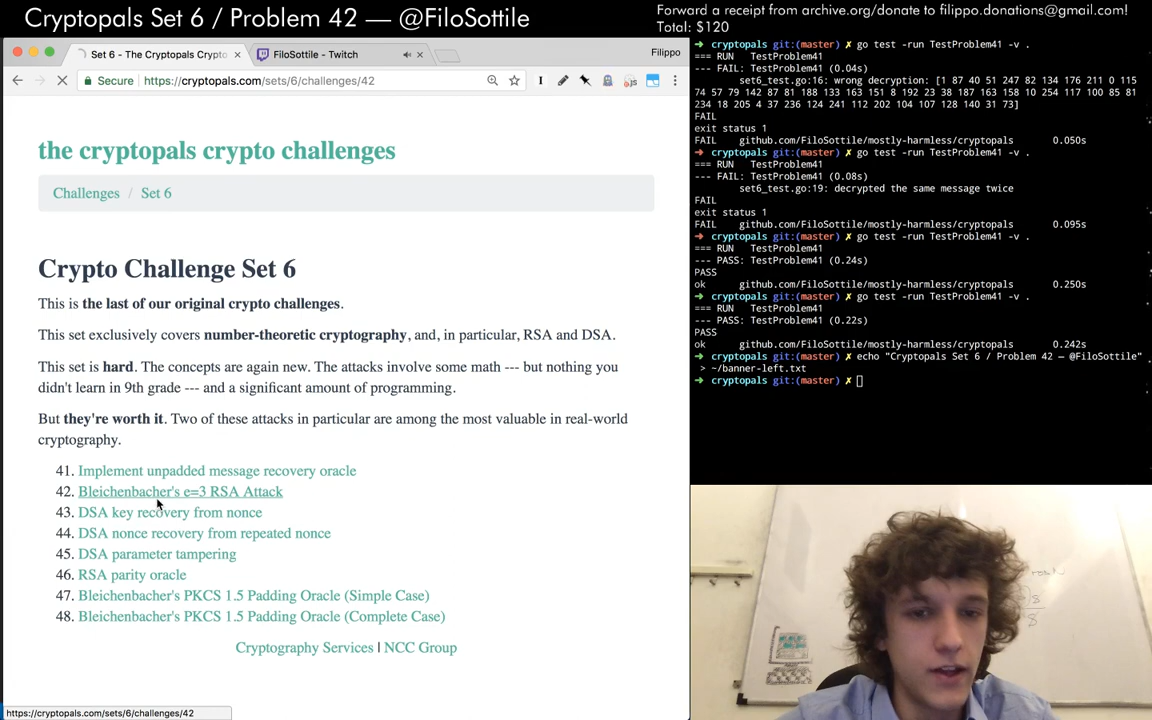 Cryptopals Set 6 / Problem 42 — @FiloSottile
Forward a receipt from archive.org/donate to filippo.donations@gmail.com!
Total: $120
Set 6 - The Cryptopals Crypto
FiloSottile - Twitch
Filippo
Secure
https://cryptopals.com/sets/6/challenges/42
the cryptopals crypto challenges
Challenges / Set 6
Crypto Challenge Set 6
This is the last of our original crypto challenges.
This set exclusively covers number-theoretic cryptography, and, in particular, RSA and DSA.
This set is hard. The concepts are again new. The attacks involve some math --- but nothing you
didn't learn in 9th grade --- and a significant amount of programming.
But they're worth it. Two of these attacks in particular are among the most valuable in real-world
cryptography.
41. Implement unpadded message recovery oracle
42. Bleichenbacher's e=3 RSA Attack
43. DSA key recovery from nonce
44. DSA nonce recovery from repeated nonce
45. DSA parameter tampering
46. RSA parity oracle
47. Bleichenbacher's PKCS 1.5 Padding Oracle (Simple Case)
48. Bleichenbacher's PKCS 1.5 Padding Oracle (Complete Case)
Cryptography Services | NCC Group
https://cryptopals.com/sets/6/challenges/42
➜ cryptopals git:(master) ✗ go test -run TestProblem41 -v .
=== RUN TestProblem41
--- FAIL: TestProblem41 (0.04s)
set6_test.go:16: wrong decryption: [1 87 40 51 247 82 134 176 211 0 115
74 57 79 142 87 81 188 133 163 151 8 192 23 38 187 163 158 10 254 117 100 85 81
234 18 205 4 37 236 124 241 112 202 104 107 128 140 31 73]
FAIL
exit status 1
FAIL github.com/FiloSottile/mostly-harmless/cryptopals 0.050s
➜ cryptopals git:(master) ✗ go test -run TestProblem41 -v .
=== RUN TestProblem41
--- FAIL: TestProblem41 (0.08s)
set6_test.go:19: decrypted the same message twice
FAIL
exit status 1
FAIL github.com/FiloSottile/mostly-harmless/cryptopals 0.095s
➜ cryptopals git:(master) ✗ go test -run TestProblem41 -v .
=== RUN TestProblem41
--- PASS: TestProblem41 (0.24s)
PASS
ok github.com/FiloSottile/mostly-harmless/cryptopals 0.250s
➜ cryptopals git:(master) ✗ go test -run TestProblem41 -v .
=== RUN TestProblem41
--- PASS: TestProblem41 (0.22s)
PASS
ok github.com/FiloSottile/mostly-harmless/cryptopals 0.242s
➜ cryptopals git:(master) ✗ echo "Cryptopals Set 6 / Problem 42 — @FiloSottile"
> ~/banner-left.txt
➜ cryptopals git:(master) ✗